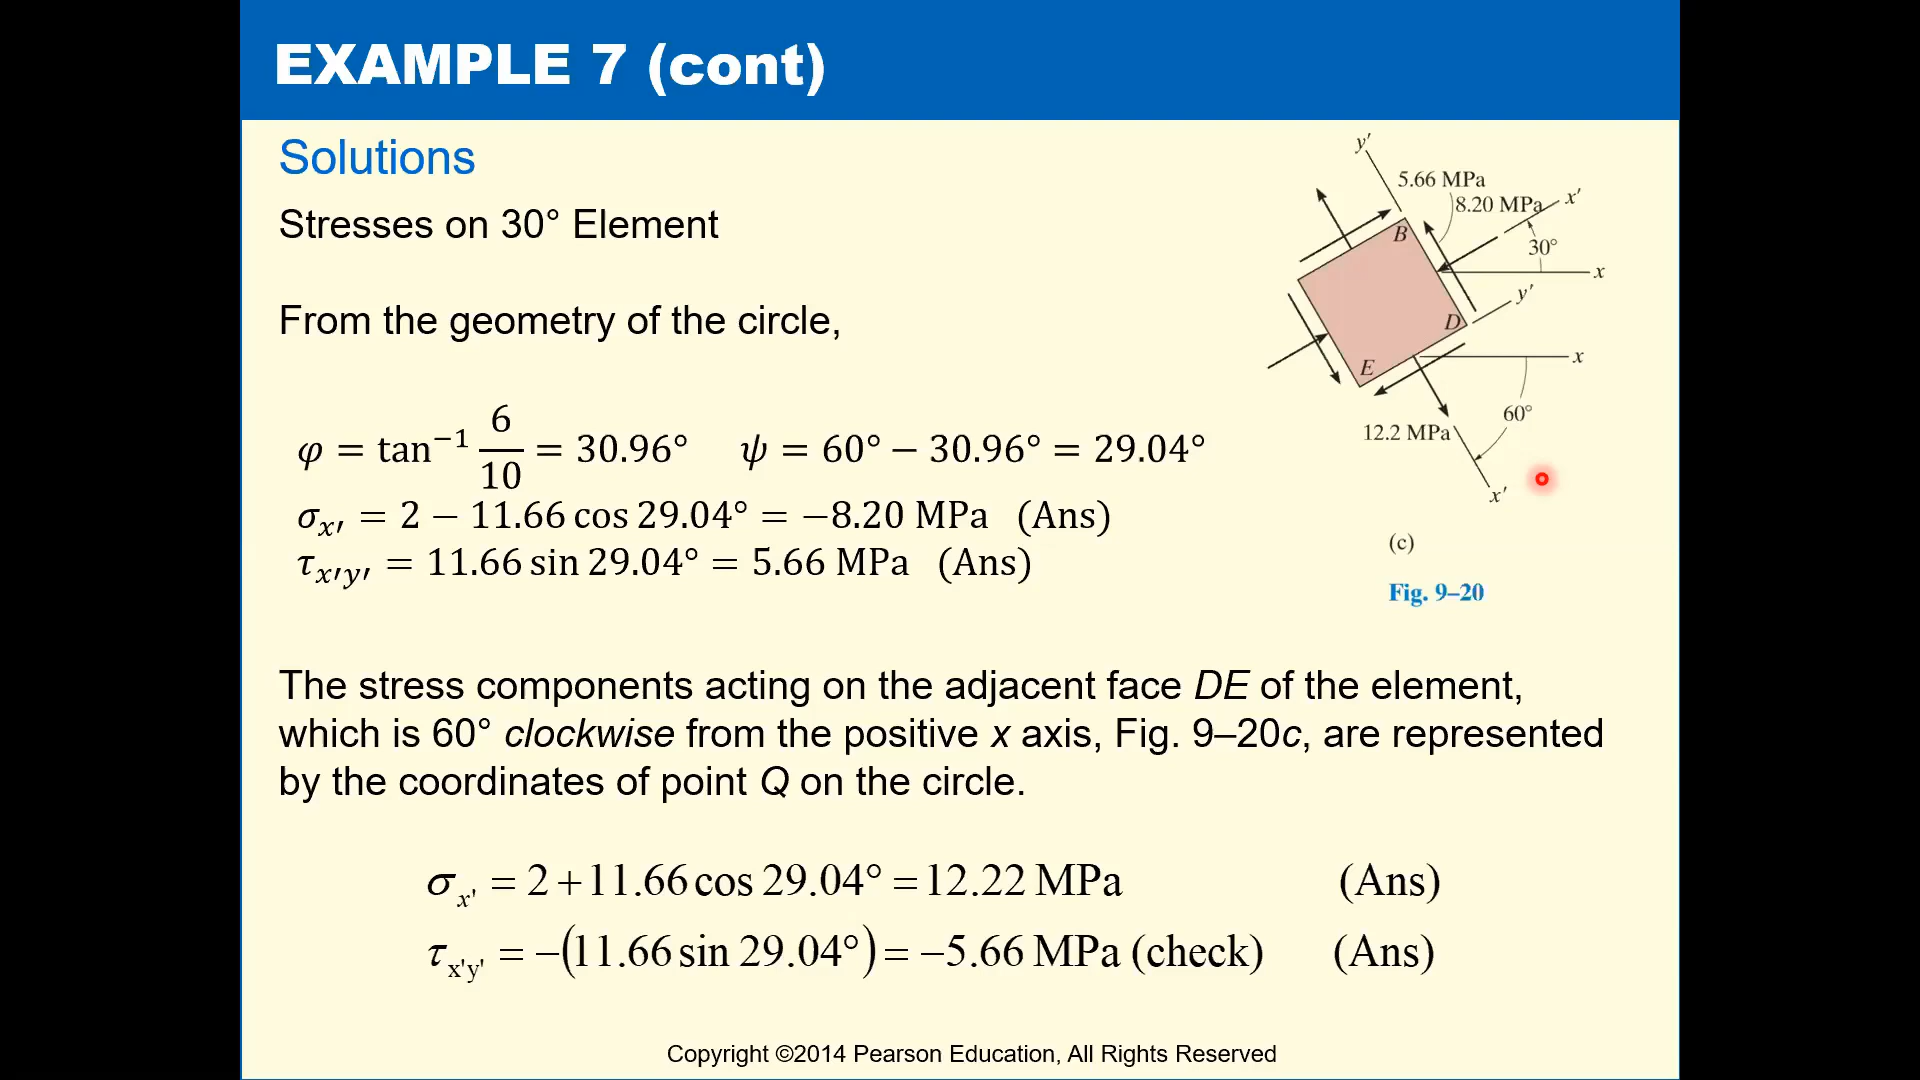 EXAMPLE 7 (cont)
Solutions
Stresses on 30° Element
From the geometry of the circle,
φ = tan⁻¹ 6/10 = 30.96° ψ = 60° − 30.96° = 29.04°
σx′ = 2 − 11.66 cos 29.04° = −8.20 MPa (Ans)
τx′y′ = 11.66 sin 29.04° = 5.66 MPa (Ans)
y′
5.66 MPa
8.20 MPa
x′
B
30°
x
y′
D
E
x
60°
12.2 MPa
x′
(c)
Fig. 9–20
The stress components acting on the adjacent face DE of the element,
which is 60° clockwise from the positive x axis, Fig. 9–20c, are represented
by the coordinates of point Q on the circle.
σx' = 2 + 11.66 cos 29.04° = 12.22 MPa (Ans)
τx'y' = −(11.66 sin 29.04°) = −5.66 MPa (check) (Ans)
Copyright ©2014 Pearson Education, All Rights Reserved